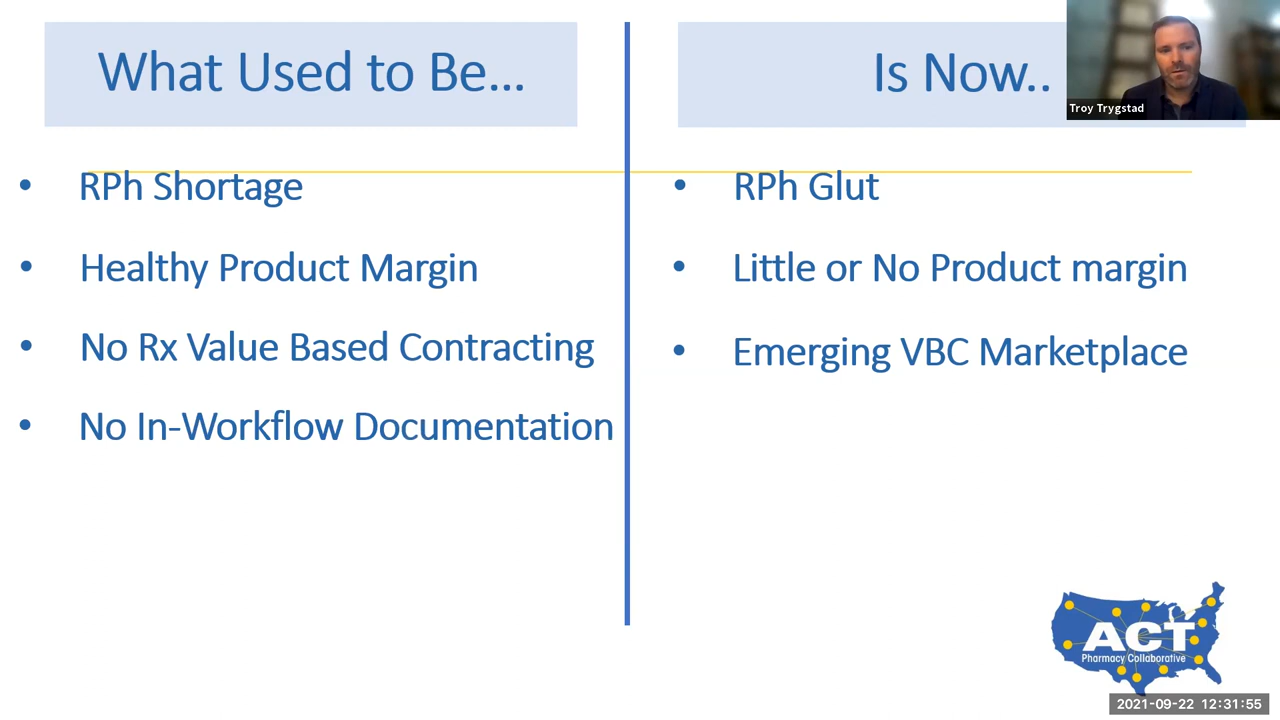 What Used to Be...
Is Now..
Troy Trygstad
• RPh Shortage
• Healthy Product Margin
• No Rx Value Based Contracting
• No In-Workflow Documentation
• RPh Glut
• Little or No Product margin
• Emerging VBC Marketplace
ACT
Pharmacy Collaborative
2021-09-22 12:31:55